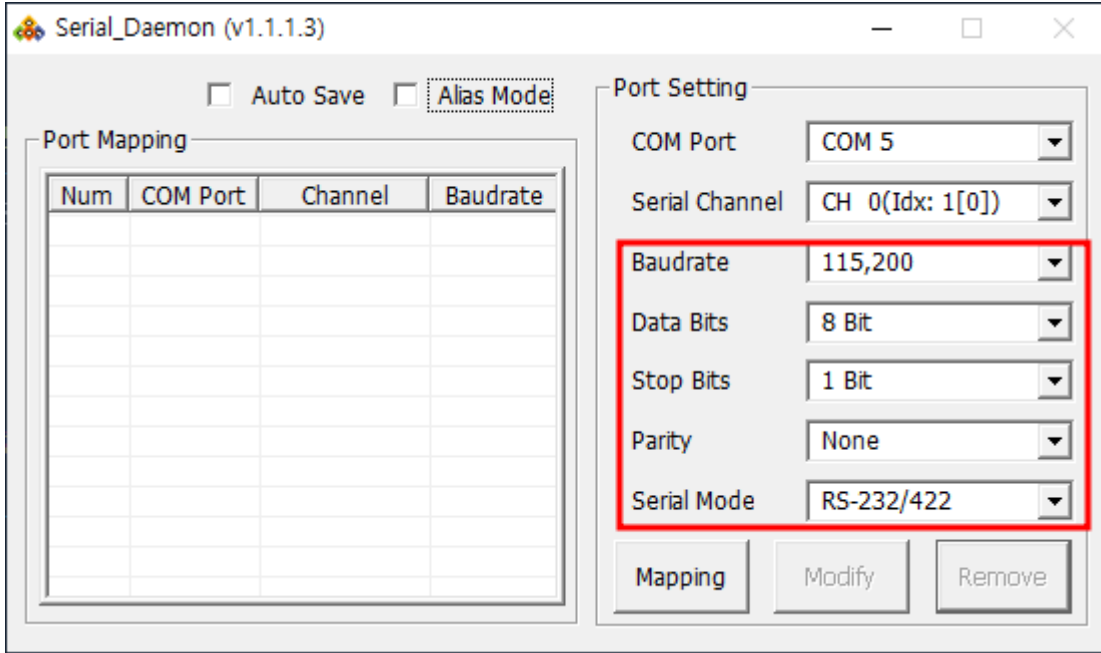 Serial_Daemon (v1.1.1.3)
Auto Save Alias Mode
Port Mapping
Num COM Port Channel Baudrate
Port Setting
COM Port COM 5
Serial Channel CH 0(Idx: 1[0])
Baudrate 115,200
Data Bits 8 Bit
Stop Bits 1 Bit
Parity None
Serial Mode RS-232/422
Mapping Modify Remove